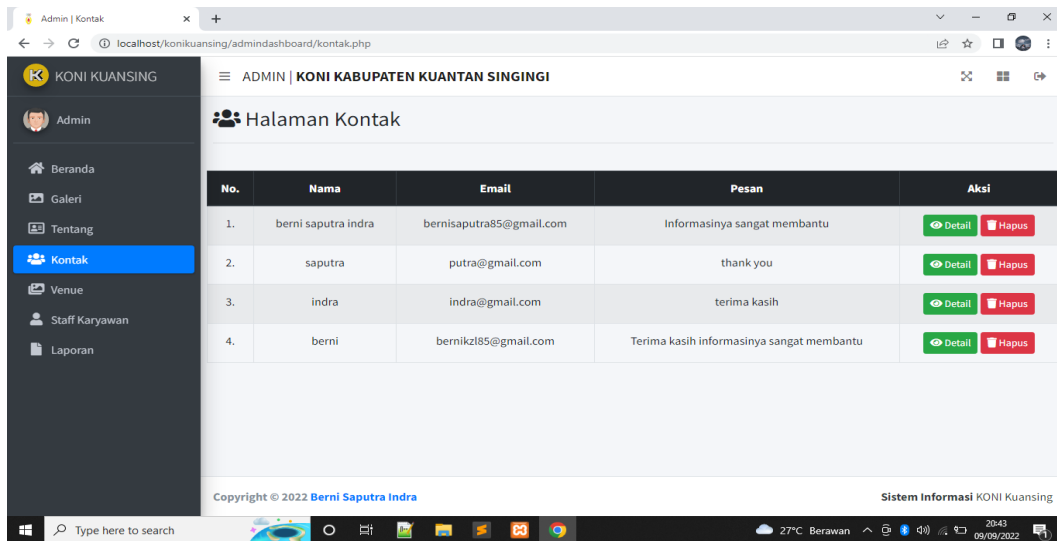 Admin | Kontak
localhost/konikuansing/admindashboard/kontak.php
KONI KUANSING
ADMIN | KONI KABUPATEN KUANTAN SINGINGI
Admin
Halaman Kontak
Beranda
Galeri
Tentang
Kontak
Venue
Staff Karyawan
Laporan
No. Nama Email Pesan Aksi
1. berni saputra indra bernisaputra85@gmail.com Informasinya sangat membantu Detail Hapus
2. saputra putra@gmail.com thank you Detail Hapus
3. indra indra@gmail.com terima kasih Detail Hapus
4. berni bernikzl85@gmail.com Terima kasih informasinya sangat membantu Detail Hapus
Copyright © 2022 Berni Saputra Indra
Sistem Informasi KONI Kuansing
Type here to search
27°C Berawan
20:43
09/09/2022